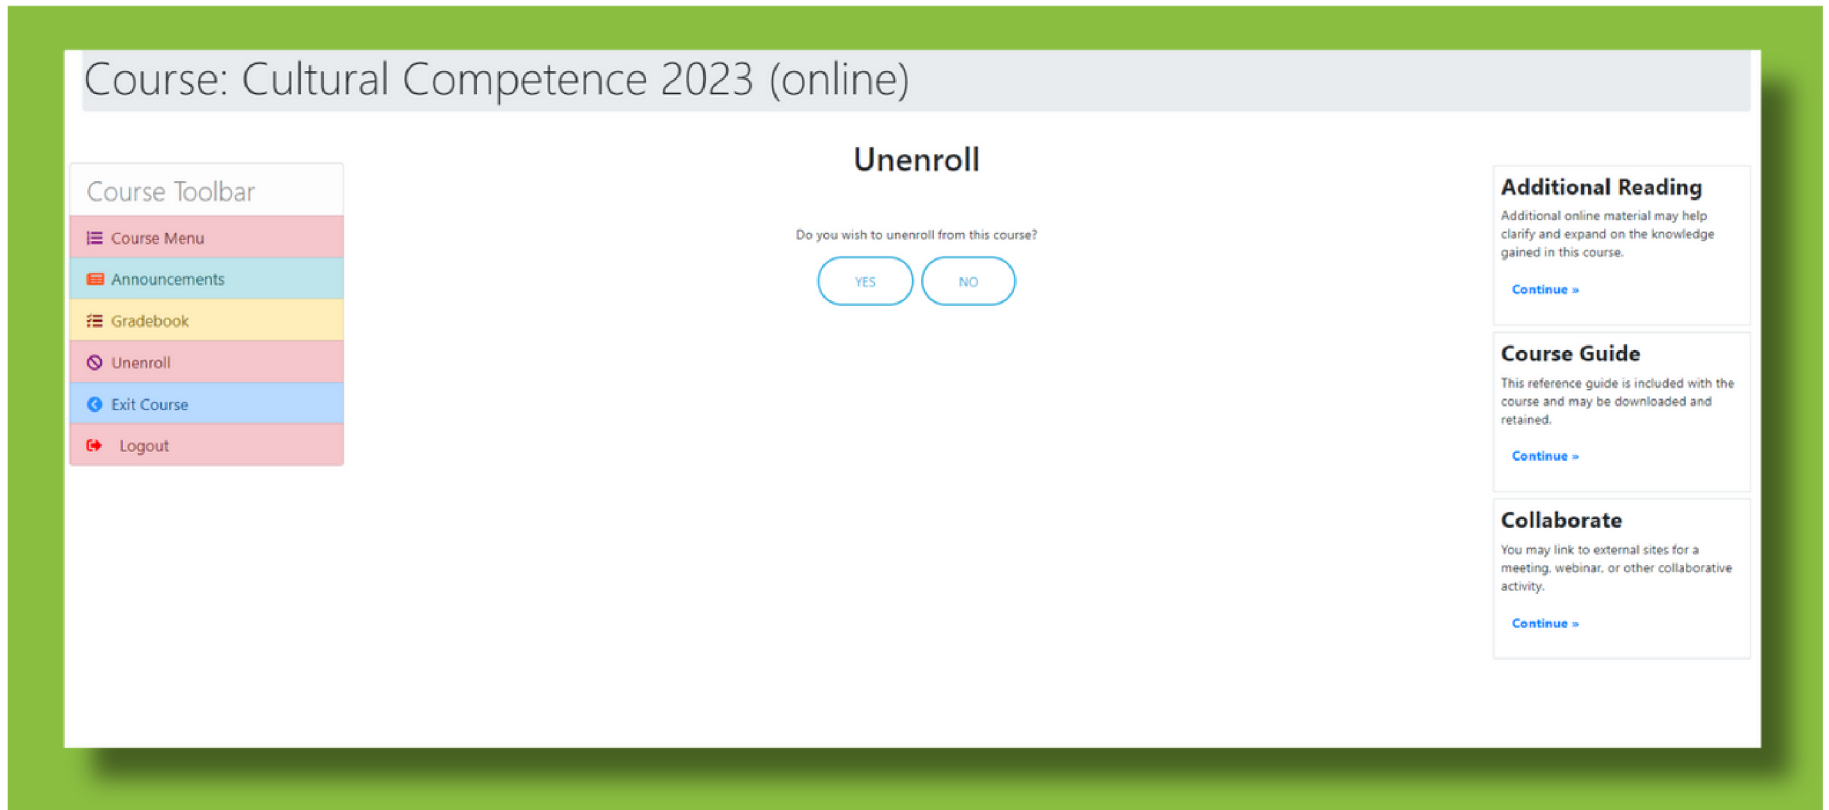 Course: Cultural Competence 2023 (online)
Course Toolbar
Course Menu
Announcements
Gradebook
Unenroll
Exit Course
Logout
Unenroll
Do you wish to unenroll from this course?
YES
NO
Additional Reading
Additional online material may help
clarify and expand on the knowledge
gained in this course.
Continue »
Course Guide
This reference guide is included with the
course and may be downloaded and
retained.
Continue »
Collaborate
You may link to external sites for a
meeting, webinar, or other collaborative
activity.
Continue »